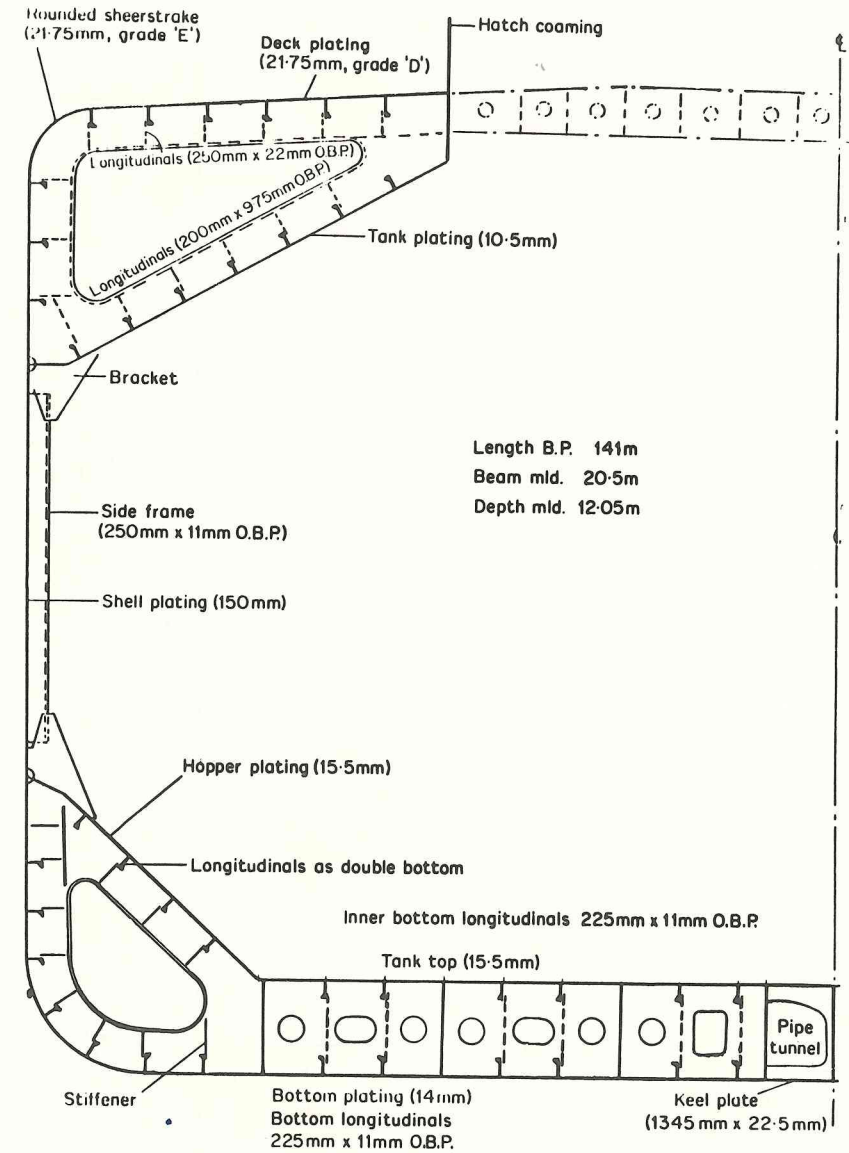 Rounded sheerstrake
(21·75mm, grade 'E')
Deck plating
(21·75mm, grade 'D')
Hatch coaming
℄
Longitudinals (250mm x 22mm O.B.P.)
Longitudinals (200mm x 975mm O.B.P.)
Tank plating (10·5mm)
Bracket
Length B.P. 141m
Beam mld. 20·5m
Depth mld. 12·05m
Side frame
(250mm x 11mm O.B.P.)
Shell plating (150mm)
Hopper plating (15·5mm)
Longitudinals as double bottom
Inner bottom longitudinals 225mm x 11mm O.B.P.
Tank top (15·5mm)
Pipe
tunnel
Stiffener
Bottom plating (14mm)
Bottom longitudinals
225mm x 11mm O.B.P.
Keel plate
(1345mm x 22·5mm)